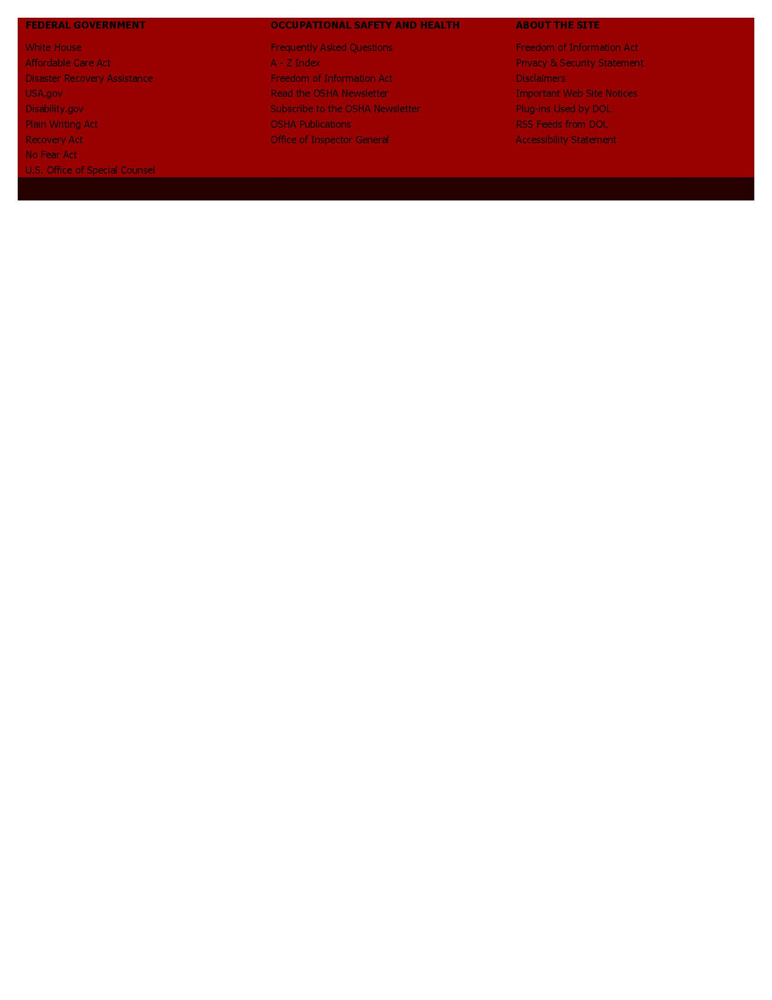 FEDERAL GOVERNMENT
White House
Affordable Care Act
Disaster Recovery Assistance
USA.gov
Disability.gov
Plain Writing Act
Recovery Act
No Fear Act
U.S. Office of Special Counsel
OCCUPATIONAL SAFETY AND HEALTH
Frequently Asked Questions
A - Z Index
Freedom of Information Act
Read the OSHA Newsletter
Subscribe to the OSHA Newsletter
OSHA Publications
Office of Inspector General
ABOUT THE SITE
Freedom of Information Act
Privacy & Security Statement
Disclaimers
Important Web Site Notices
Plug-ins Used by DOL
RSS Feeds from DOL
Accessibility Statement